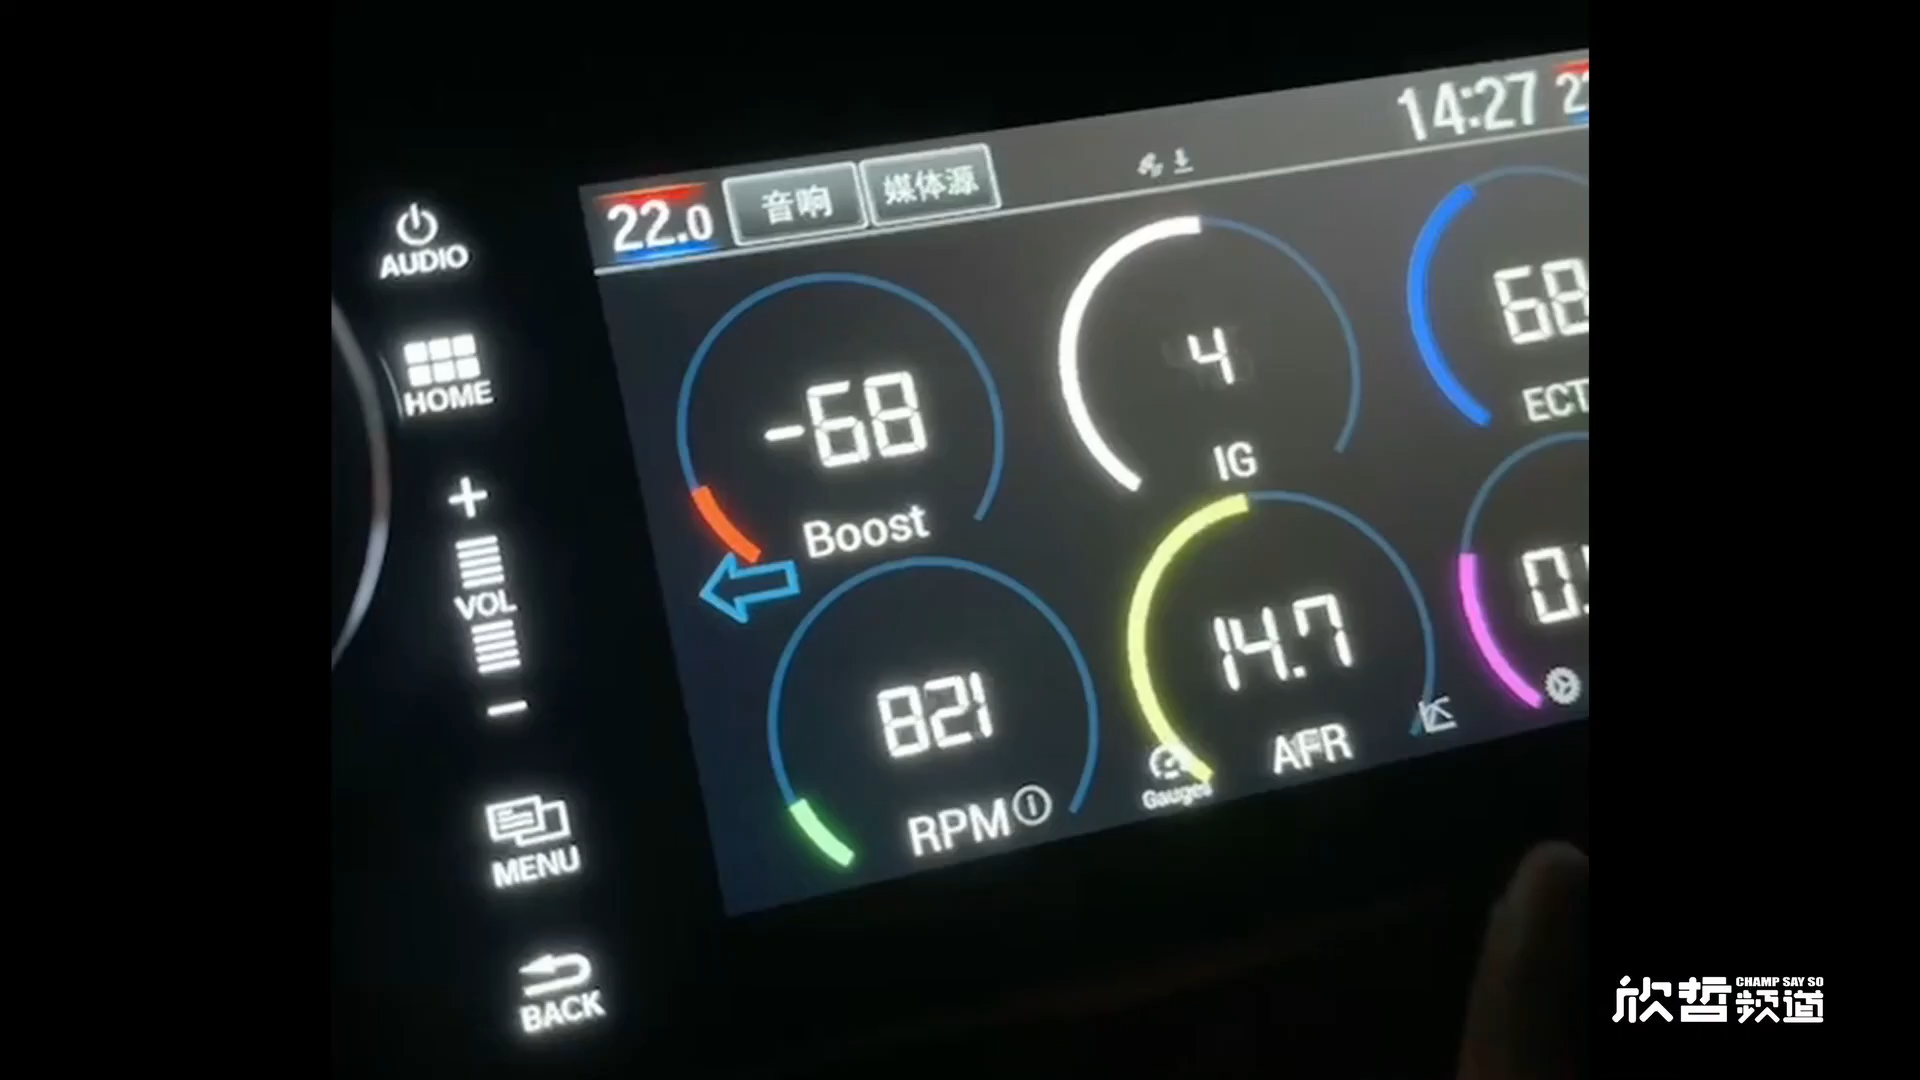 14:27
22.0
音响
媒体源
AUDIO
HOME
-68
Boost
4
IG
68
ECT
VOL
821
RPM
14.7
AFR
Gauges
MENU
BACK
欣哲频道
CHAMP SAY SO